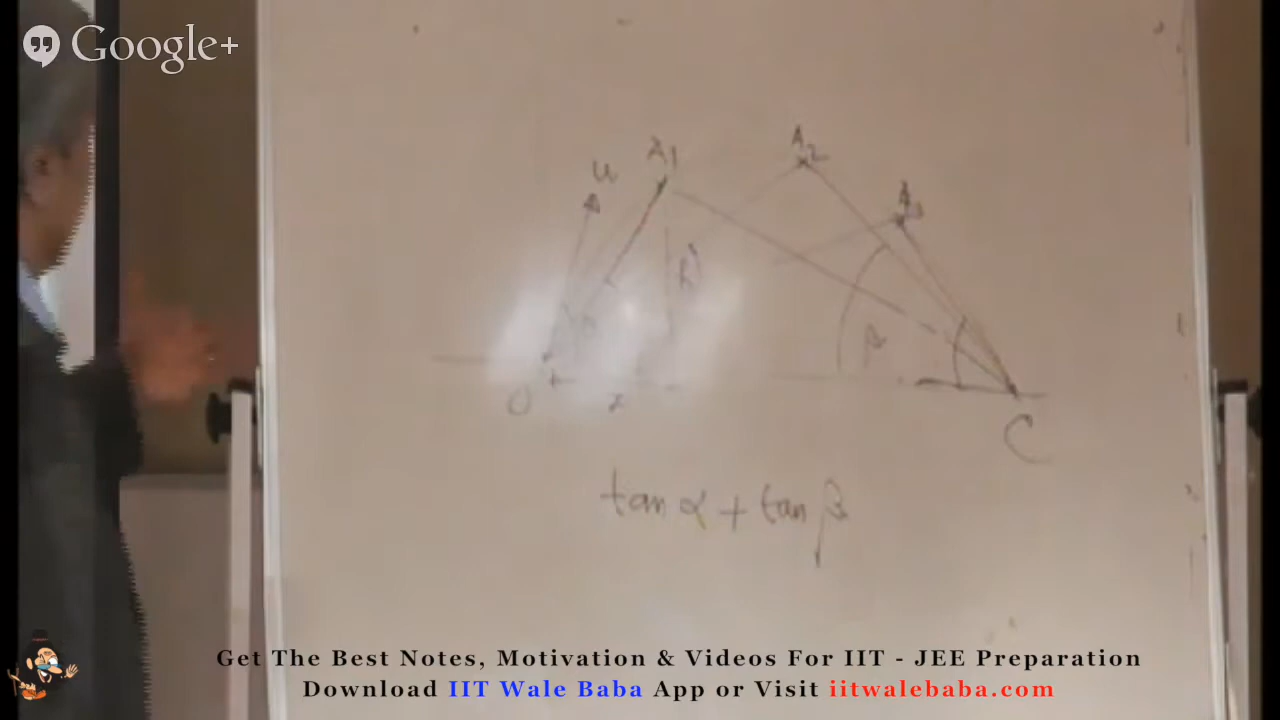 Google+
A1
A2
A3
u
h
α
β
O
x
C
tan α + tan β
Get The Best Notes, Motivation & Videos For IIT - JEE Preparation
Download IIT Wale Baba App or Visit iitwalebaba.com